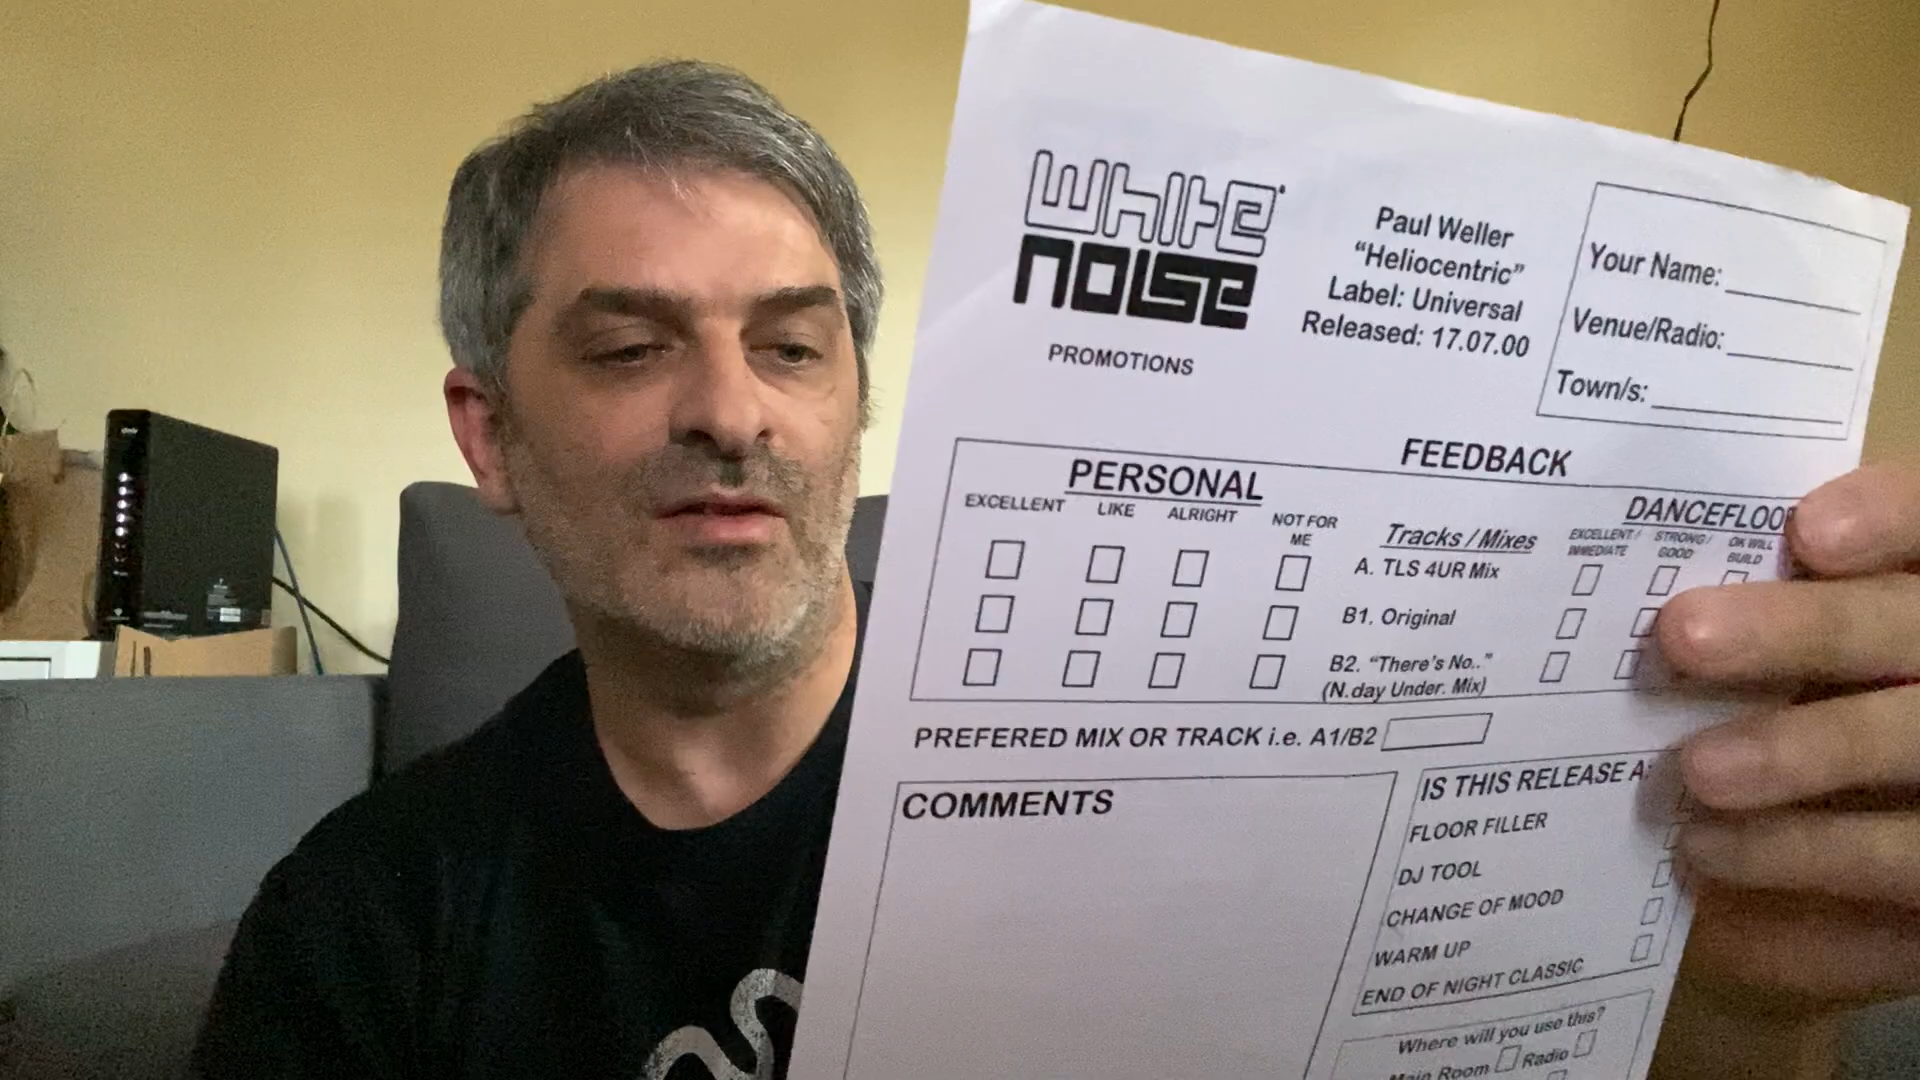 WHITE
NOISE
PROMOTIONS
Paul Weller
“Heliocentric”
Label: Universal
Released: 17.07.00
Your Name:
Venue/Radio:
Town/s:
FEEDBACK
PERSONAL
EXCELLENT LIKE ALRIGHT NOT FOR ME
Tracks / Mixes
DANCEFLOO
EXCELLENT/ IMMEDIATE STRONG/ GOOD OK WILL BUILD
A. TLS 4UR Mix
B1. Original
B2. “There's No..”
(N.day Under. Mix)
PREFERED MIX OR TRACK i.e. A1/B2
COMMENTS
IS THIS RELEASE A:
FLOOR FILLER
DJ TOOL
CHANGE OF MOOD
WARM UP
END OF NIGHT CLASSIC
Where will you use this?
Main Room Radio